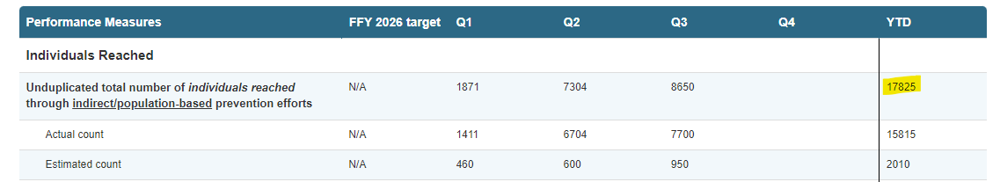 Performance Measures FFY 2026 target Q1 Q2 Q3 Q4 YTD
Individuals Reached
Unduplicated total number of individuals reached N/A 1871 7304 8650 17825
through indirect/population-based prevention efforts
Actual count N/A 1411 6704 7700 15815
Estimated count N/A 460 600 950 2010